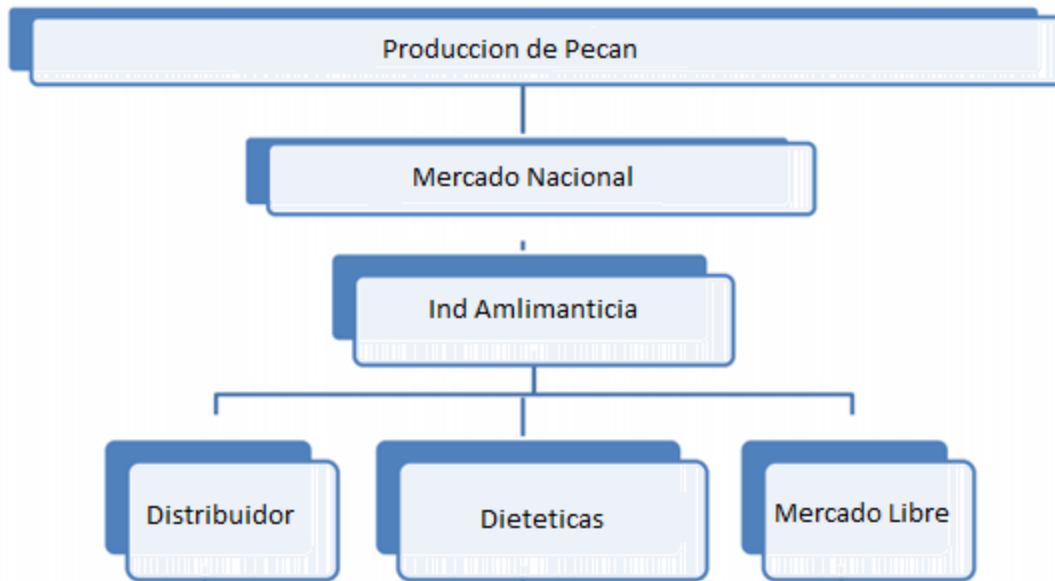 Produccion de Pecan
Mercado Nacional
Ind Amlimanticia
Distribuidor
Dieteticas
Mercado Libre